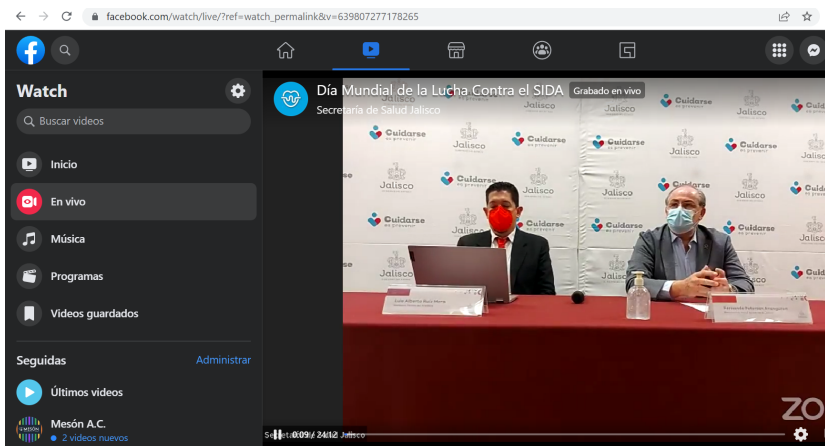 facebook.com/watch/live/?ref=watch_permalink&v=639807277178265
Watch
Buscar videos
Inicio
En vivo
Música
Programas
Videos guardados
Seguidas
Administrar
Últimos videos
Mesón A.C.
2 videos nuevos
Día Mundial de la Lucha Contra el SIDA
Grabado en vivo
Secretaría de Salud Jalisco
Cuidarse
es prevenir
Jalisco
0:09 / 24:12
ZO